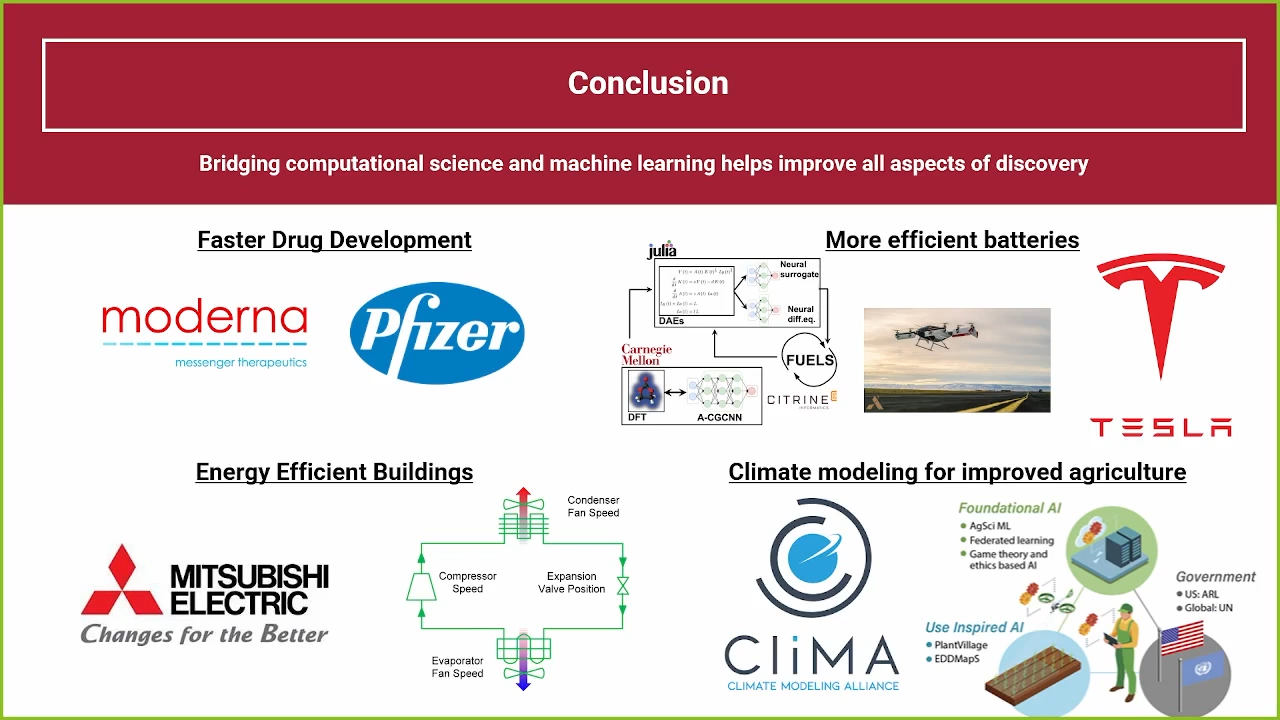 Conclusion
Bridging computational science and machine learning helps improve all aspects of discovery
Faster Drug Development
moderna
messenger therapeutics
Pfizer
More efficient batteries
julia
Neural
surrogate
Neural
diff.eq.
DAEs
Carnegie
Mellon
FUELS
CITRINE
INFORMATICS
DFT
A-CGCNN
TESLA
Energy Efficient Buildings
MITSUBISHI
ELECTRIC
Changes for the Better
Condenser
Fan Speed
Compressor
Speed
Expansion
Valve Position
Evaporator
Fan Speed
Climate modeling for improved agriculture
CLiMA
CLIMATE MODELING ALLIANCE
Foundational AI
• AgSci ML
• Federated learning
• Game theory and
ethics based AI
Government
• US: ARL
• Global: UN
Use Inspired AI
• PlantVillage
• EDDMapS